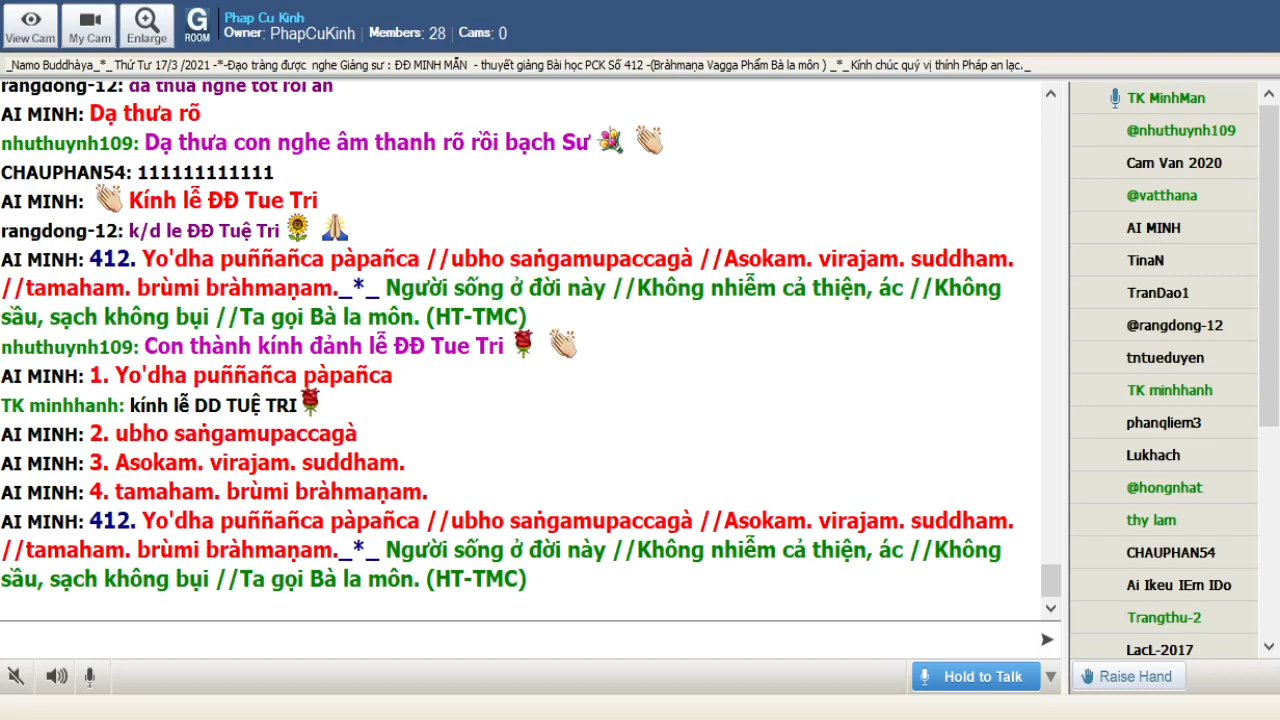 View Cam
My Cam
Enlarge
G
ROOM
Phap Cu Kinh
Owner: PhapCuKinh | Members: 28 | Cams: 0
_Namo Buddhàya_*_ Thứ Tư 17/3 /2021 -*-Đạo tràng được nghe Giảng sư : ĐĐ MINH MẪN - thuyết giảng Bài học PCK Số 412 -(Bràhmaṇa Vagga Phẩm Bà la môn ) _*_ Kính chúc quý vị thính Pháp an lạc._
rangdong-12: dạ thưa nghe tốt rồi ạh
AI MINH: Dạ thưa rõ
nhuthuynh109: Dạ thưa con nghe âm thanh rõ rồi bạch Sư
CHAUPHAN54: 111111111111
AI MINH: Kính lễ ĐĐ Tue Tri
rangdong-12: k/d le ĐĐ Tuệ Tri
AI MINH: 412. Yo'dha puññañca pàpañca //ubho saṅgamupaccagà //Asokam. virajam. suddham.
//tamaham. brùmi bràhmaṇam._*_ Người sống ở đời này //Không nhiễm cả thiện, ác //Không
sầu, sạch không bụi //Ta gọi Bà la môn. (HT-TMC)
nhuthuynh109: Con thành kính đảnh lễ ĐĐ Tue Tri
AI MINH: 1. Yo'dha puññañca pàpañca
TK minhhanh: kính lễ DD TUỆ TRI
AI MINH: 2. ubho saṅgamupaccagà
AI MINH: 3. Asokam. virajam. suddham.
AI MINH: 4. tamaham. brùmi bràhmaṇam.
AI MINH: 412. Yo'dha puññañca pàpañca //ubho saṅgamupaccagà //Asokam. virajam. suddham.
//tamaham. brùmi bràhmaṇam._*_ Người sống ở đời này //Không nhiễm cả thiện, ác //Không
sầu, sạch không bụi //Ta gọi Bà la môn. (HT-TMC)
TK MinhMan
@nhuthuynh109
Cam Van 2020
@vatthana
AI MINH
TinaN
TranDao1
@rangdong-12
tntueduyen
TK minhhanh
phanqliem3
Lukhach
@hongnhat
thy lam
CHAUPHAN54
Ai Ikeu IEm IDo
Trangthu-2
LacL-2017
Hold to Talk
Raise Hand